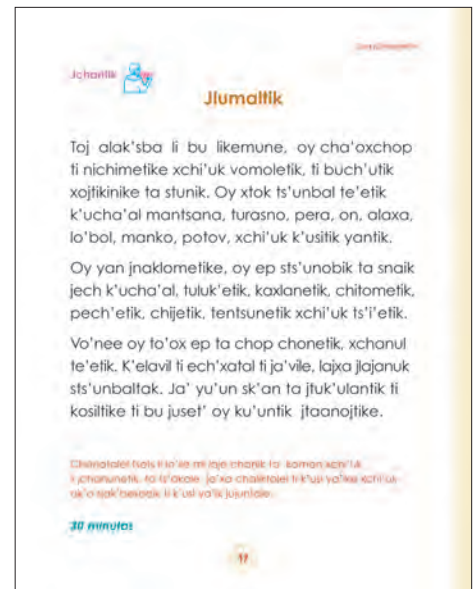 Jchantik
Jlumaltik
Toj alak'sba li bu likemune, oy cha'oxchop
ti nichimetike xchi'uk vomoletik, ti buch'utik
xojtikinike ta stunik. Oy xtok ts'unbal te'etik
k'ucha'al mantsana, turasno, pera, on, alaxa,
lo'bol, manko, potov, xchi'uk k'usitik yantik.
Oy yan jnaklometike, oy ep sts'unobik ta snaik
jech k'ucha'al, tuluk'etik, kaxlanetik, chitometik,
pech'etik, chijetik, tentsunetik xchi'uk ts'i'etik.
Vo'nee oy to'ox ep ta chop chonetik, xchanul
te'etik. K'elavil ti ech'xatal ti ja'vile, lajxa jlajanuk
sts'unbaltak. Ja' yu'un sk'an ta jtuk'ulantik ti
kosiltike ti bu juset' oy ku'untik jtaanojtike.
30 minutos
17